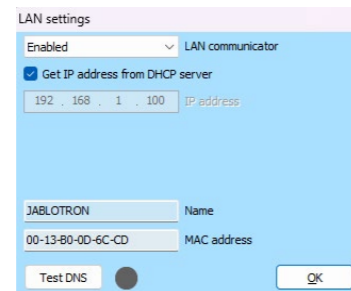 LAN settings
Enabled LAN communicator
Get IP address from DHCP server
192 . 168 . 1 . 100 IP address
JABLOTRON Name
00-13-B0-0D-6C-CD MAC address
Test DNS OK